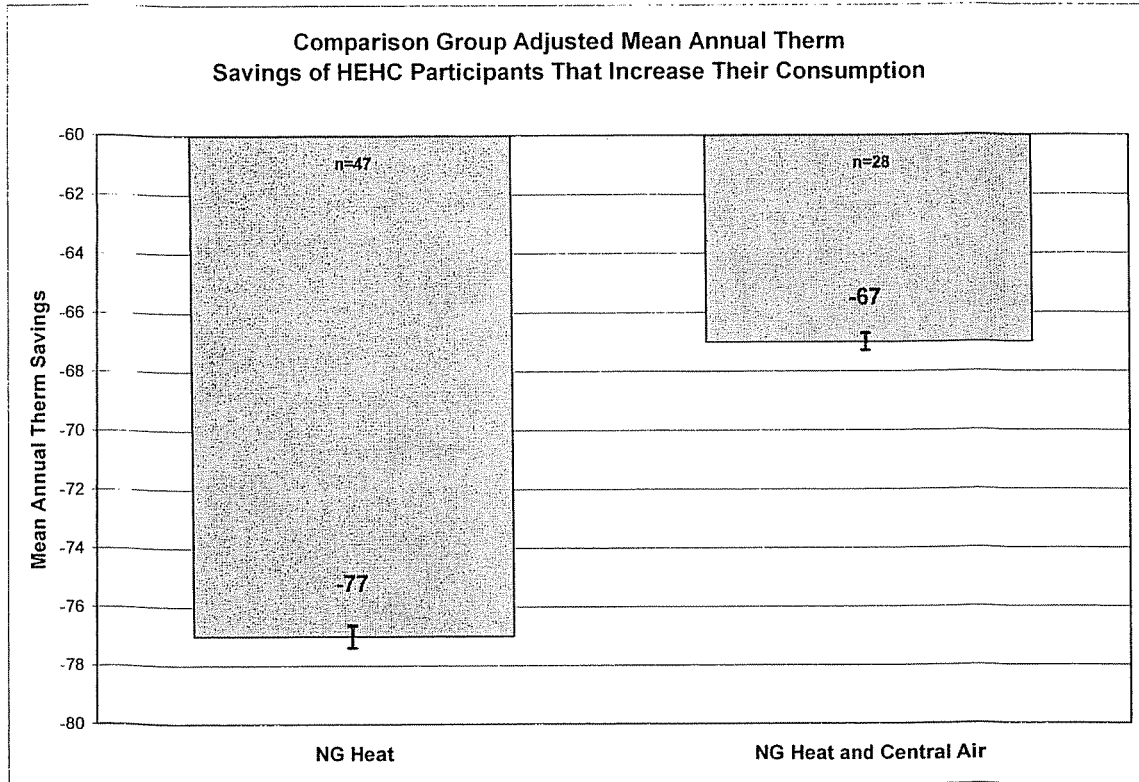 Comparison Group Adjusted Mean Annual Therm
Savings of HEHC Participants That Increase Their Consumption
Mean Annual Therm Savings
-60
-62
-64
-66
-68
-70
-72
-74
-76
-78
-80
n=47
-77
n=28
-67
NG Heat
NG Heat and Central Air